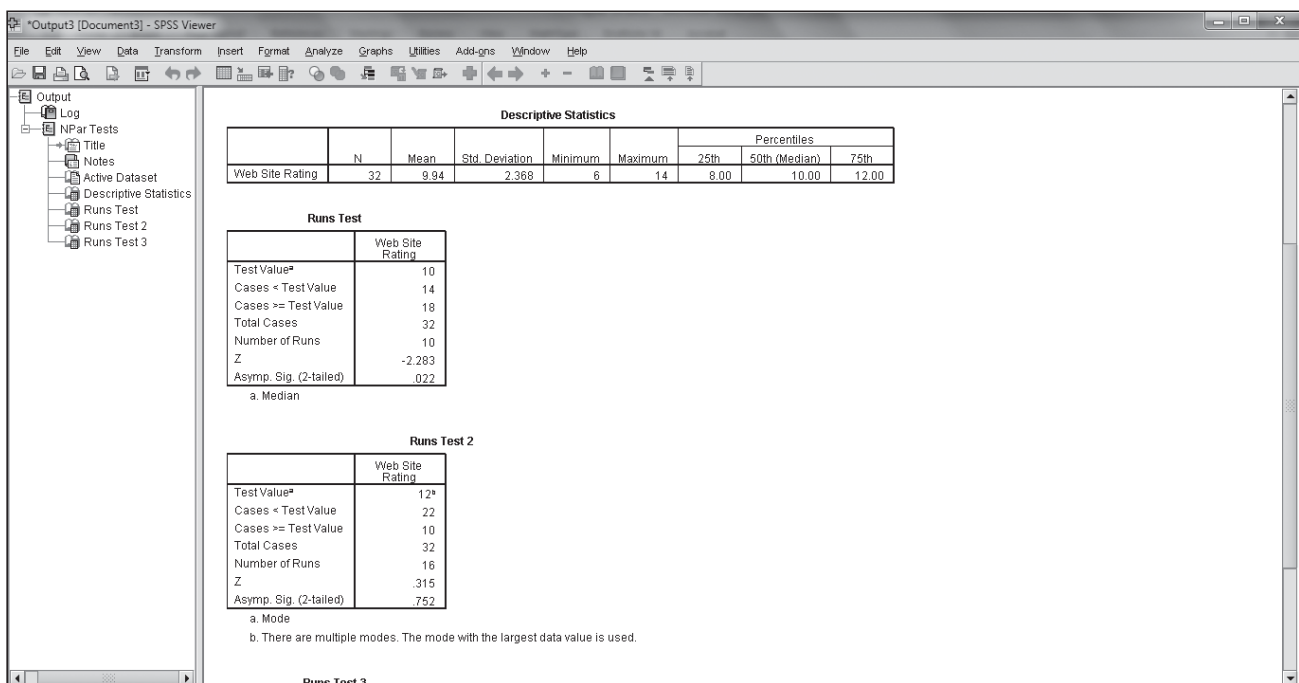 *Output3 [Document3] - SPSS Viewer
File Edit View Data Transform Insert Format Analyze Graphs Utilities Add-ons Window Help
Output
Log
NPar Tests
Title
Notes
Active Dataset
Descriptive Statistics
Runs Test
Runs Test 2
Runs Test 3
Descriptive Statistics
Percentiles
N Mean Std. Deviation Minimum Maximum 25th 50th (Median) 75th
Web Site Rating 32 9.94 2.368 6 14 8.00 10.00 12.00
Runs Test
Web Site
Rating
Test Valueª 10
Cases < Test Value 14
Cases >= Test Value 18
Total Cases 32
Number of Runs 10
Z -2.283
Asymp. Sig. (2-tailed) .022
a. Median
Runs Test 2
Web Site
Rating
Test Valueª 12ᵇ
Cases < Test Value 22
Cases >= Test Value 10
Total Cases 32
Number of Runs 16
Z .315
Asymp. Sig. (2-tailed) .752
a. Mode
b. There are multiple modes. The mode with the largest data value is used.
Runs Test 3